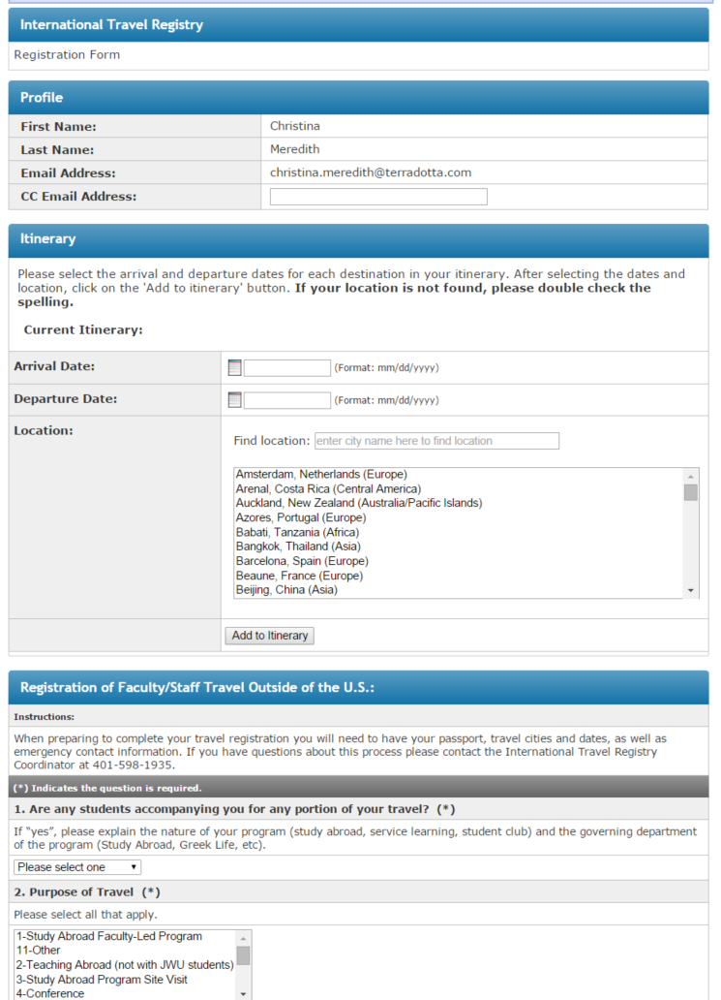 International Travel Registry
Registration Form
Profile
First Name: Christina
Last Name: Meredith
Email Address: christina.meredith@terradotta.com
CC Email Address:
Itinerary
Please select the arrival and departure dates for each destination in your itinerary. After selecting the dates and
location, click on the 'Add to itinerary' button. If your location is not found, please double check the
spelling.
Current Itinerary:
Arrival Date: (Format: mm/dd/yyyy)
Departure Date: (Format: mm/dd/yyyy)
Location:
Find location: enter city name here to find location
Amsterdam, Netherlands (Europe)
Arenal, Costa Rica (Central America)
Auckland, New Zealand (Australia/Pacific Islands)
Azores, Portugal (Europe)
Babati, Tanzania (Africa)
Bangkok, Thailand (Asia)
Barcelona, Spain (Europe)
Beaune, France (Europe)
Beijing, China (Asia)
Add to Itinerary
Registration of Faculty/Staff Travel Outside of the U.S.:
Instructions:
When preparing to complete your travel registration you will need to have your passport, travel cities and dates, as well as
emergency contact information. If you have questions about this process please contact the International Travel Registry
Coordinator at 401-598-1935.
(*) Indicates the question is required.
1. Are any students accompanying you for any portion of your travel? (*)
If "yes", please explain the nature of your program (study abroad, service learning, student club) and the governing department
of the program (Study Abroad, Greek Life, etc).
Please select one
2. Purpose of Travel (*)
Please select all that apply.
1-Study Abroad Faculty-Led Program
11-Other
2-Teaching Abroad (not with JWU students)
3-Study Abroad Program Site Visit
4-Conference